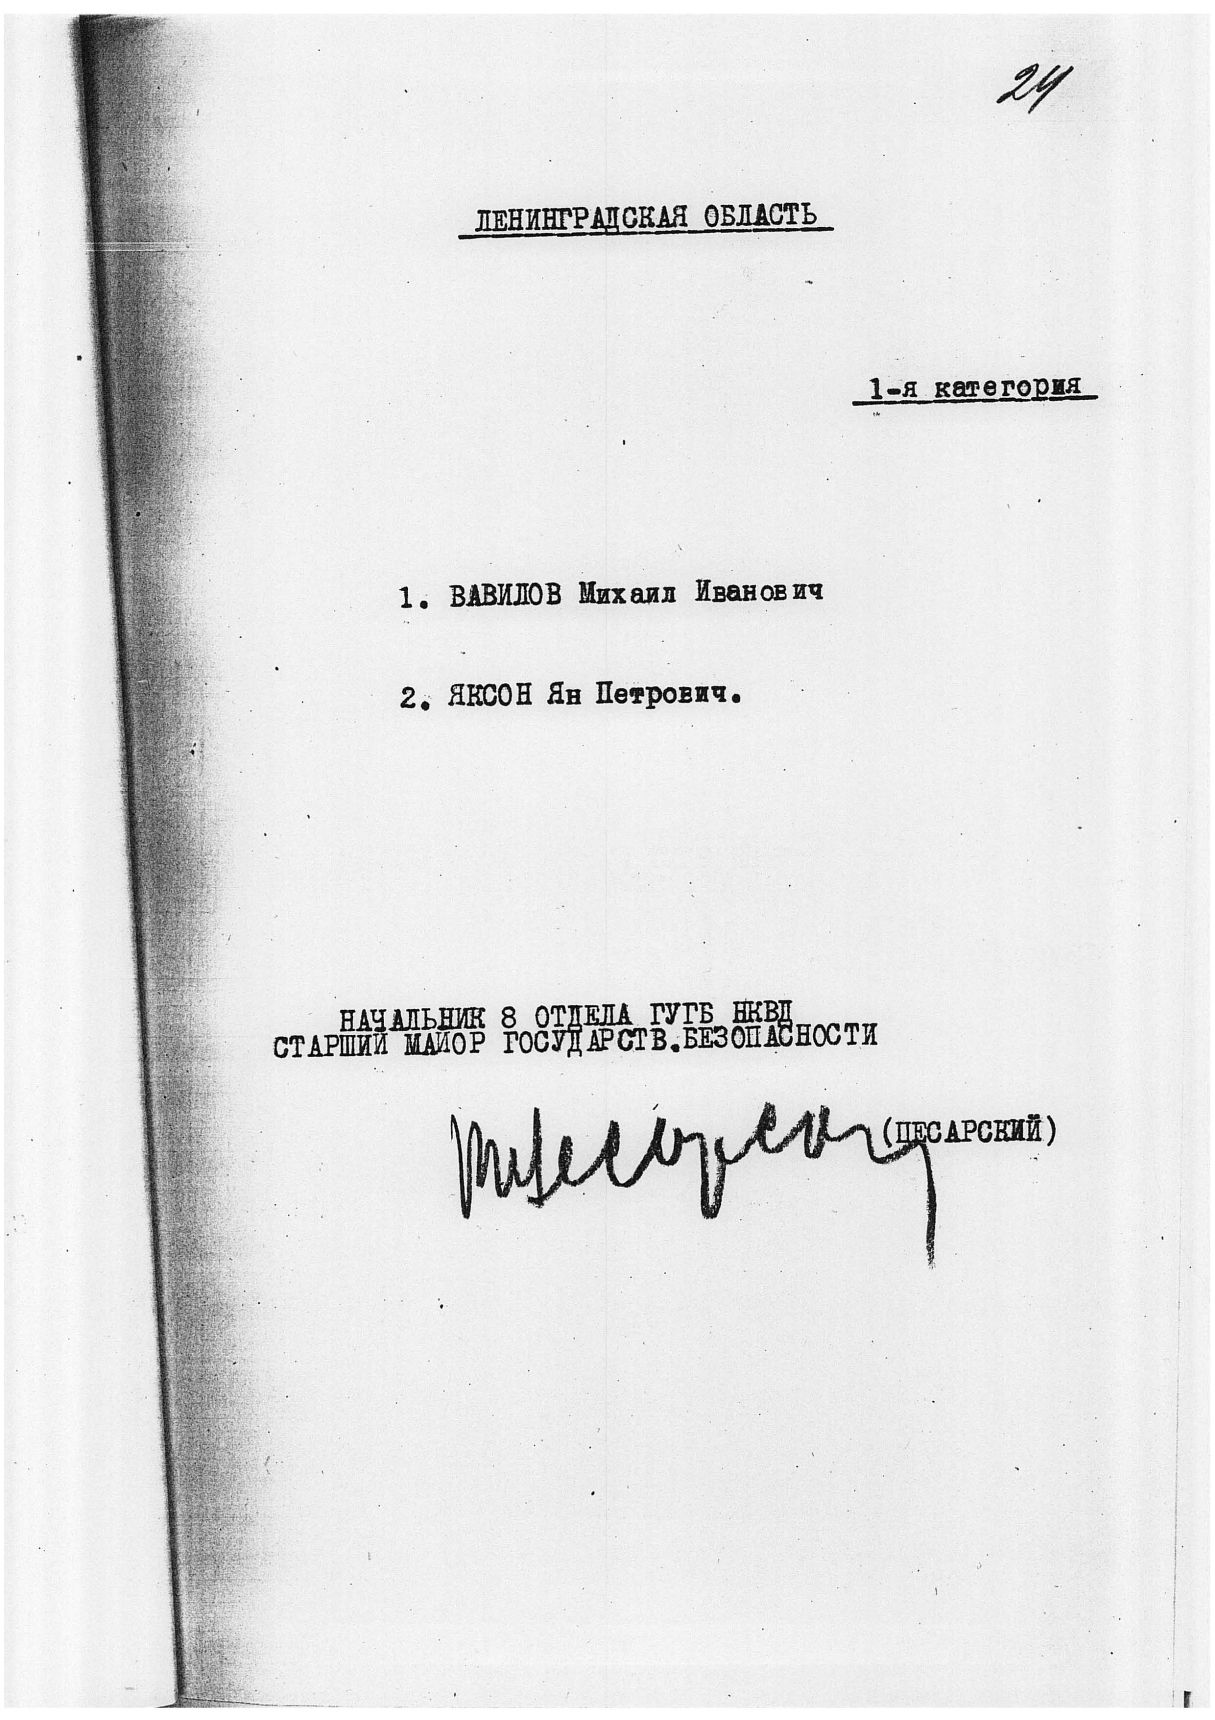 24
ЛЕНИНГРАДСКАЯ ОБЛАСТЬ
1-я категория
1. ВАВИЛОВ Михаил Иванович
2. ЯКСОН Ян Петрович.
НАЧАЛЬНИК 8 ОТДЕЛА ГУГБ НКВД
СТАРШИЙ МАЙОР ГОСУДАРСТВ.БЕЗОПАСНОСТИ
(ЦЕСАРСКИЙ)